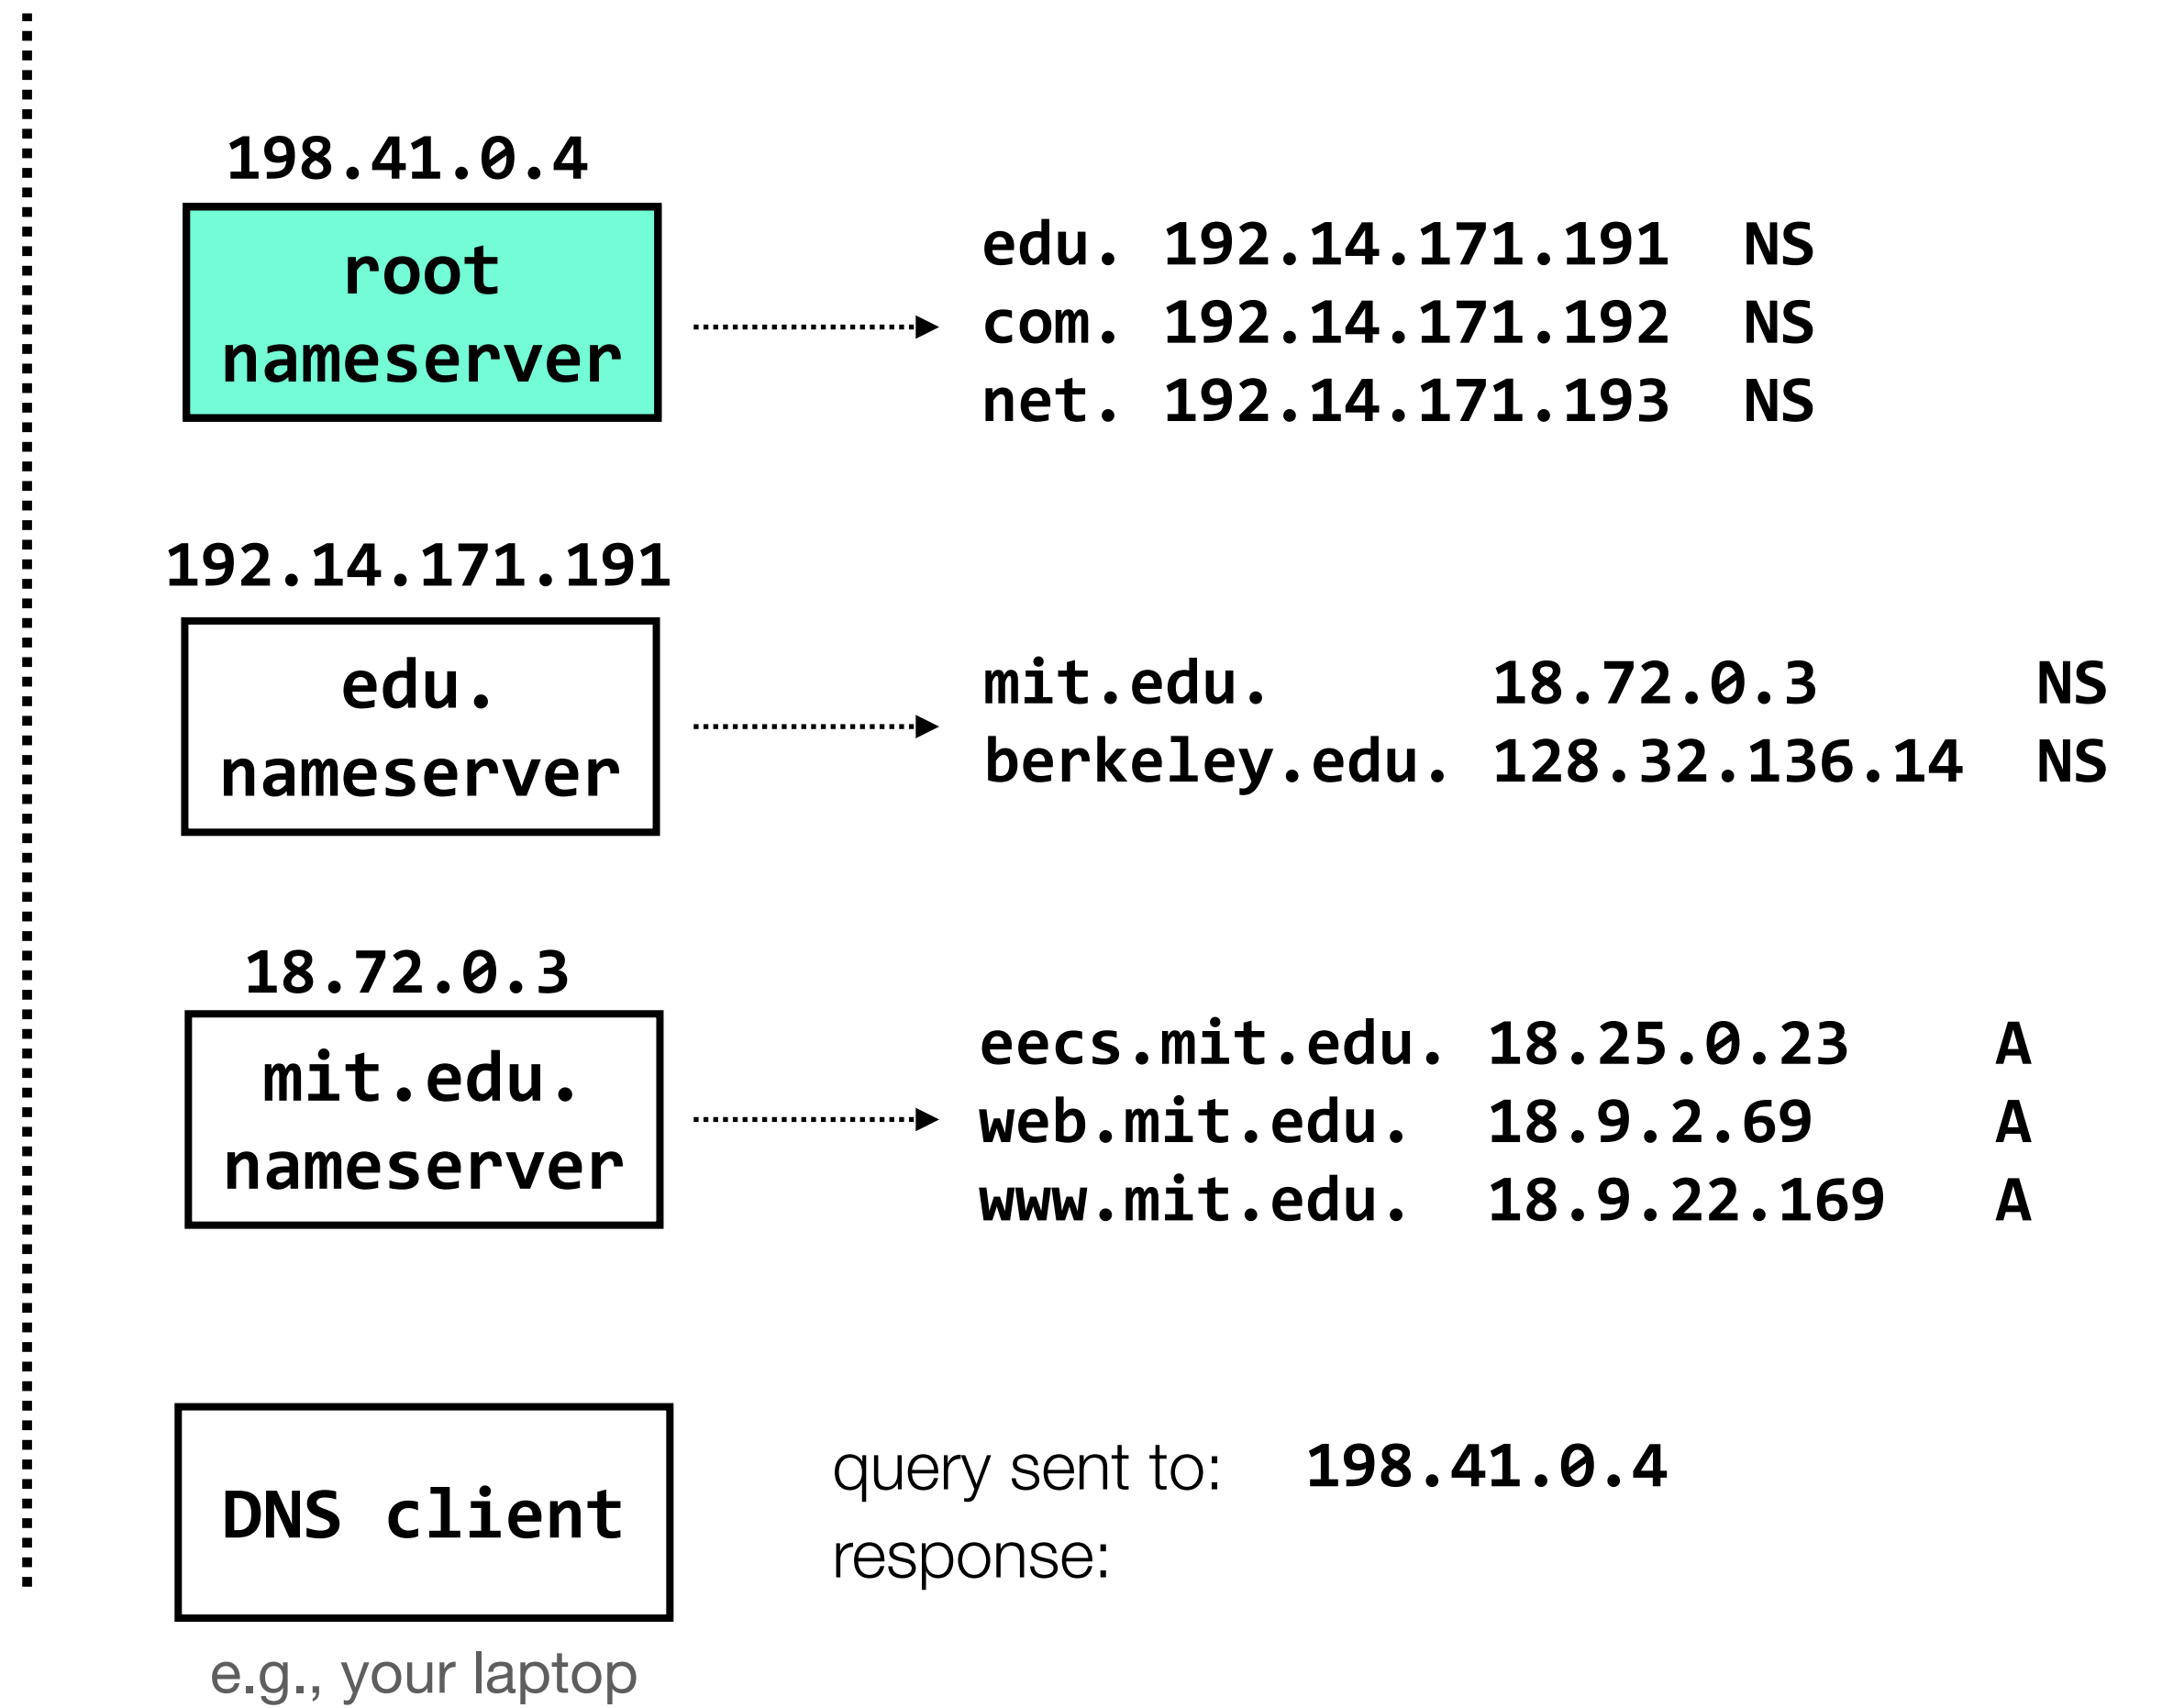 198.41.0.4
root
nameserver
edu. 192.14.171.191 NS
com. 192.14.171.192 NS
net. 192.14.171.193 NS
192.14.171.191
edu.
nameserver
mit.edu. 18.72.0.3 NS
berkeley.edu. 128.32.136.14 NS
18.72.0.3
mit.edu.
nameserver
eecs.mit.edu. 18.25.0.23 A
web.mit.edu. 18.9.2.69 A
www.mit.edu. 18.9.22.169 A
DNS client
e.g., your laptop
query sent to: 198.41.0.4
response: